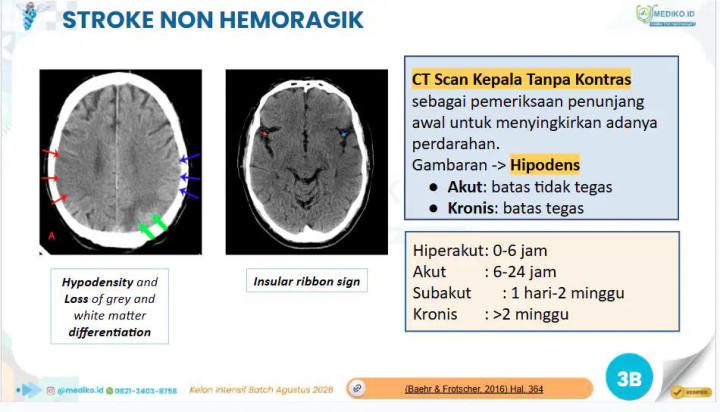 STROKE NON HEMORAGIK
MEDIKO.ID
A
Hypodensity and
Loss of grey and
white matter
differentiation
Insular ribbon sign
CT Scan Kepala Tanpa Kontras
sebagai pemeriksaan penunjang
awal untuk menyingkirkan adanya
perdarahan.
Gambaran -> Hipodens
● Akut: batas tidak tegas
● Kronis: batas tegas
Hiperakut: 0-6 jam
Akut : 6-24 jam
Subakut : 1 hari-2 minggu
Kronis : >2 minggu
@mediko.id 0821-3403-8758 Kelon Intensif Batch Agustus 2026
(Baehr & Frotscher, 2016) Hal. 364
3B
VERIFIED